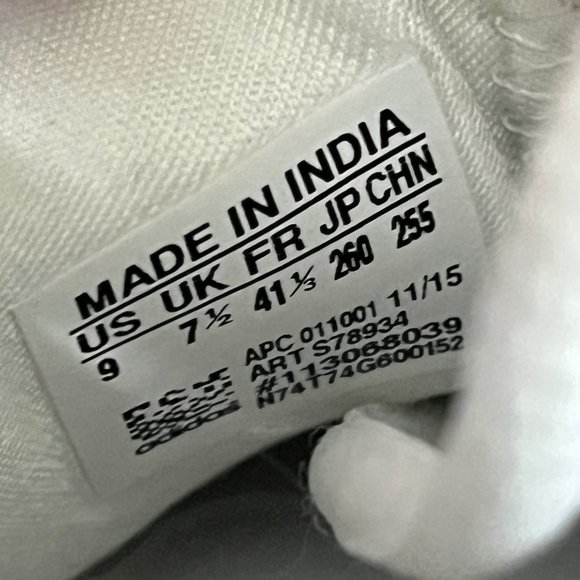 MADE IN INDIA
US UK FR JP CHN
9 7½ 41⅓ 260 255
APC 011001 11/15
ART S78934
#113068039
N74T74G600152
adidas